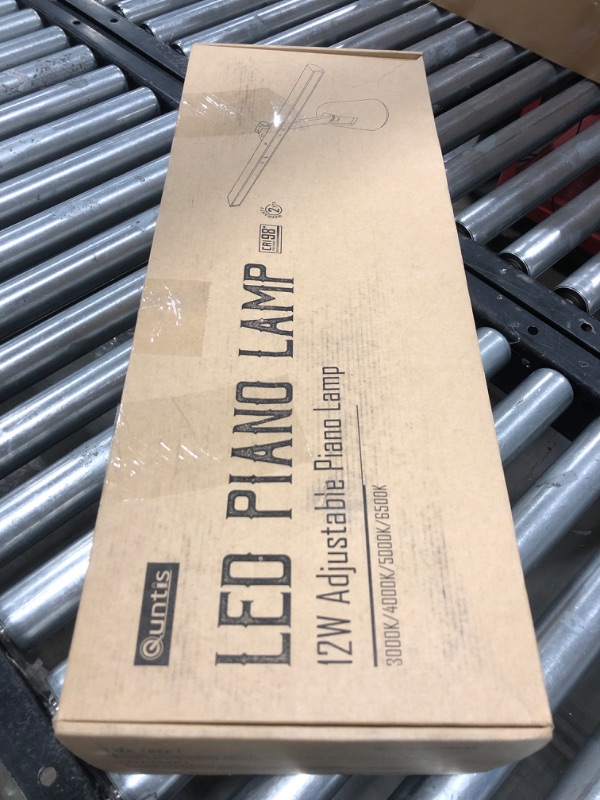 Quntis
LED PIANO LAMP
CRI 98+
12W Adjustable Piano Lamp
3000K/4000K/5000K/6500K